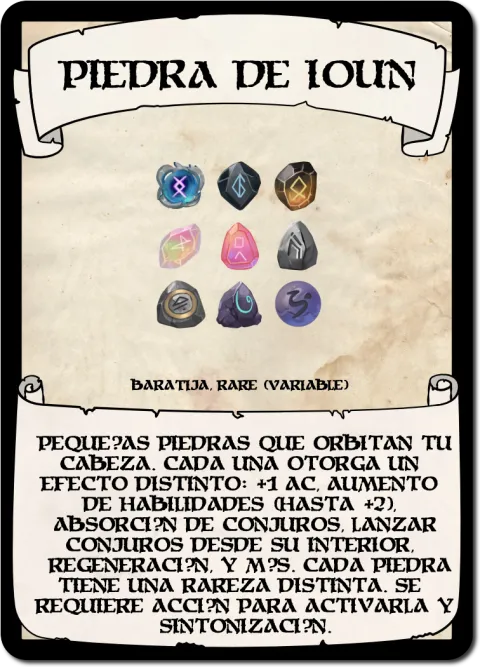 PIEDRA DE IOUN
BARATIJA, RARE (VARIABLE)
PEQUE?AS PIEDRAS QUE ORBITAN TU
CABEZA. CADA UNA OTORGA UN
EFECTO DISTINTO: +1 AC, AUMENTO
DE HABILIDADES (HASTA +2),
ABSORCI?N DE CONJUROS, LANZAR
CONJUROS DESDE SU INTERIOR,
REGENERACI?N, Y M?S. CADA PIEDRA
TIENE UNA RAREZA DISTINTA. SE
REQUIERE ACCI?N PARA ACTIVARLA Y
SINTONIZACI?N.